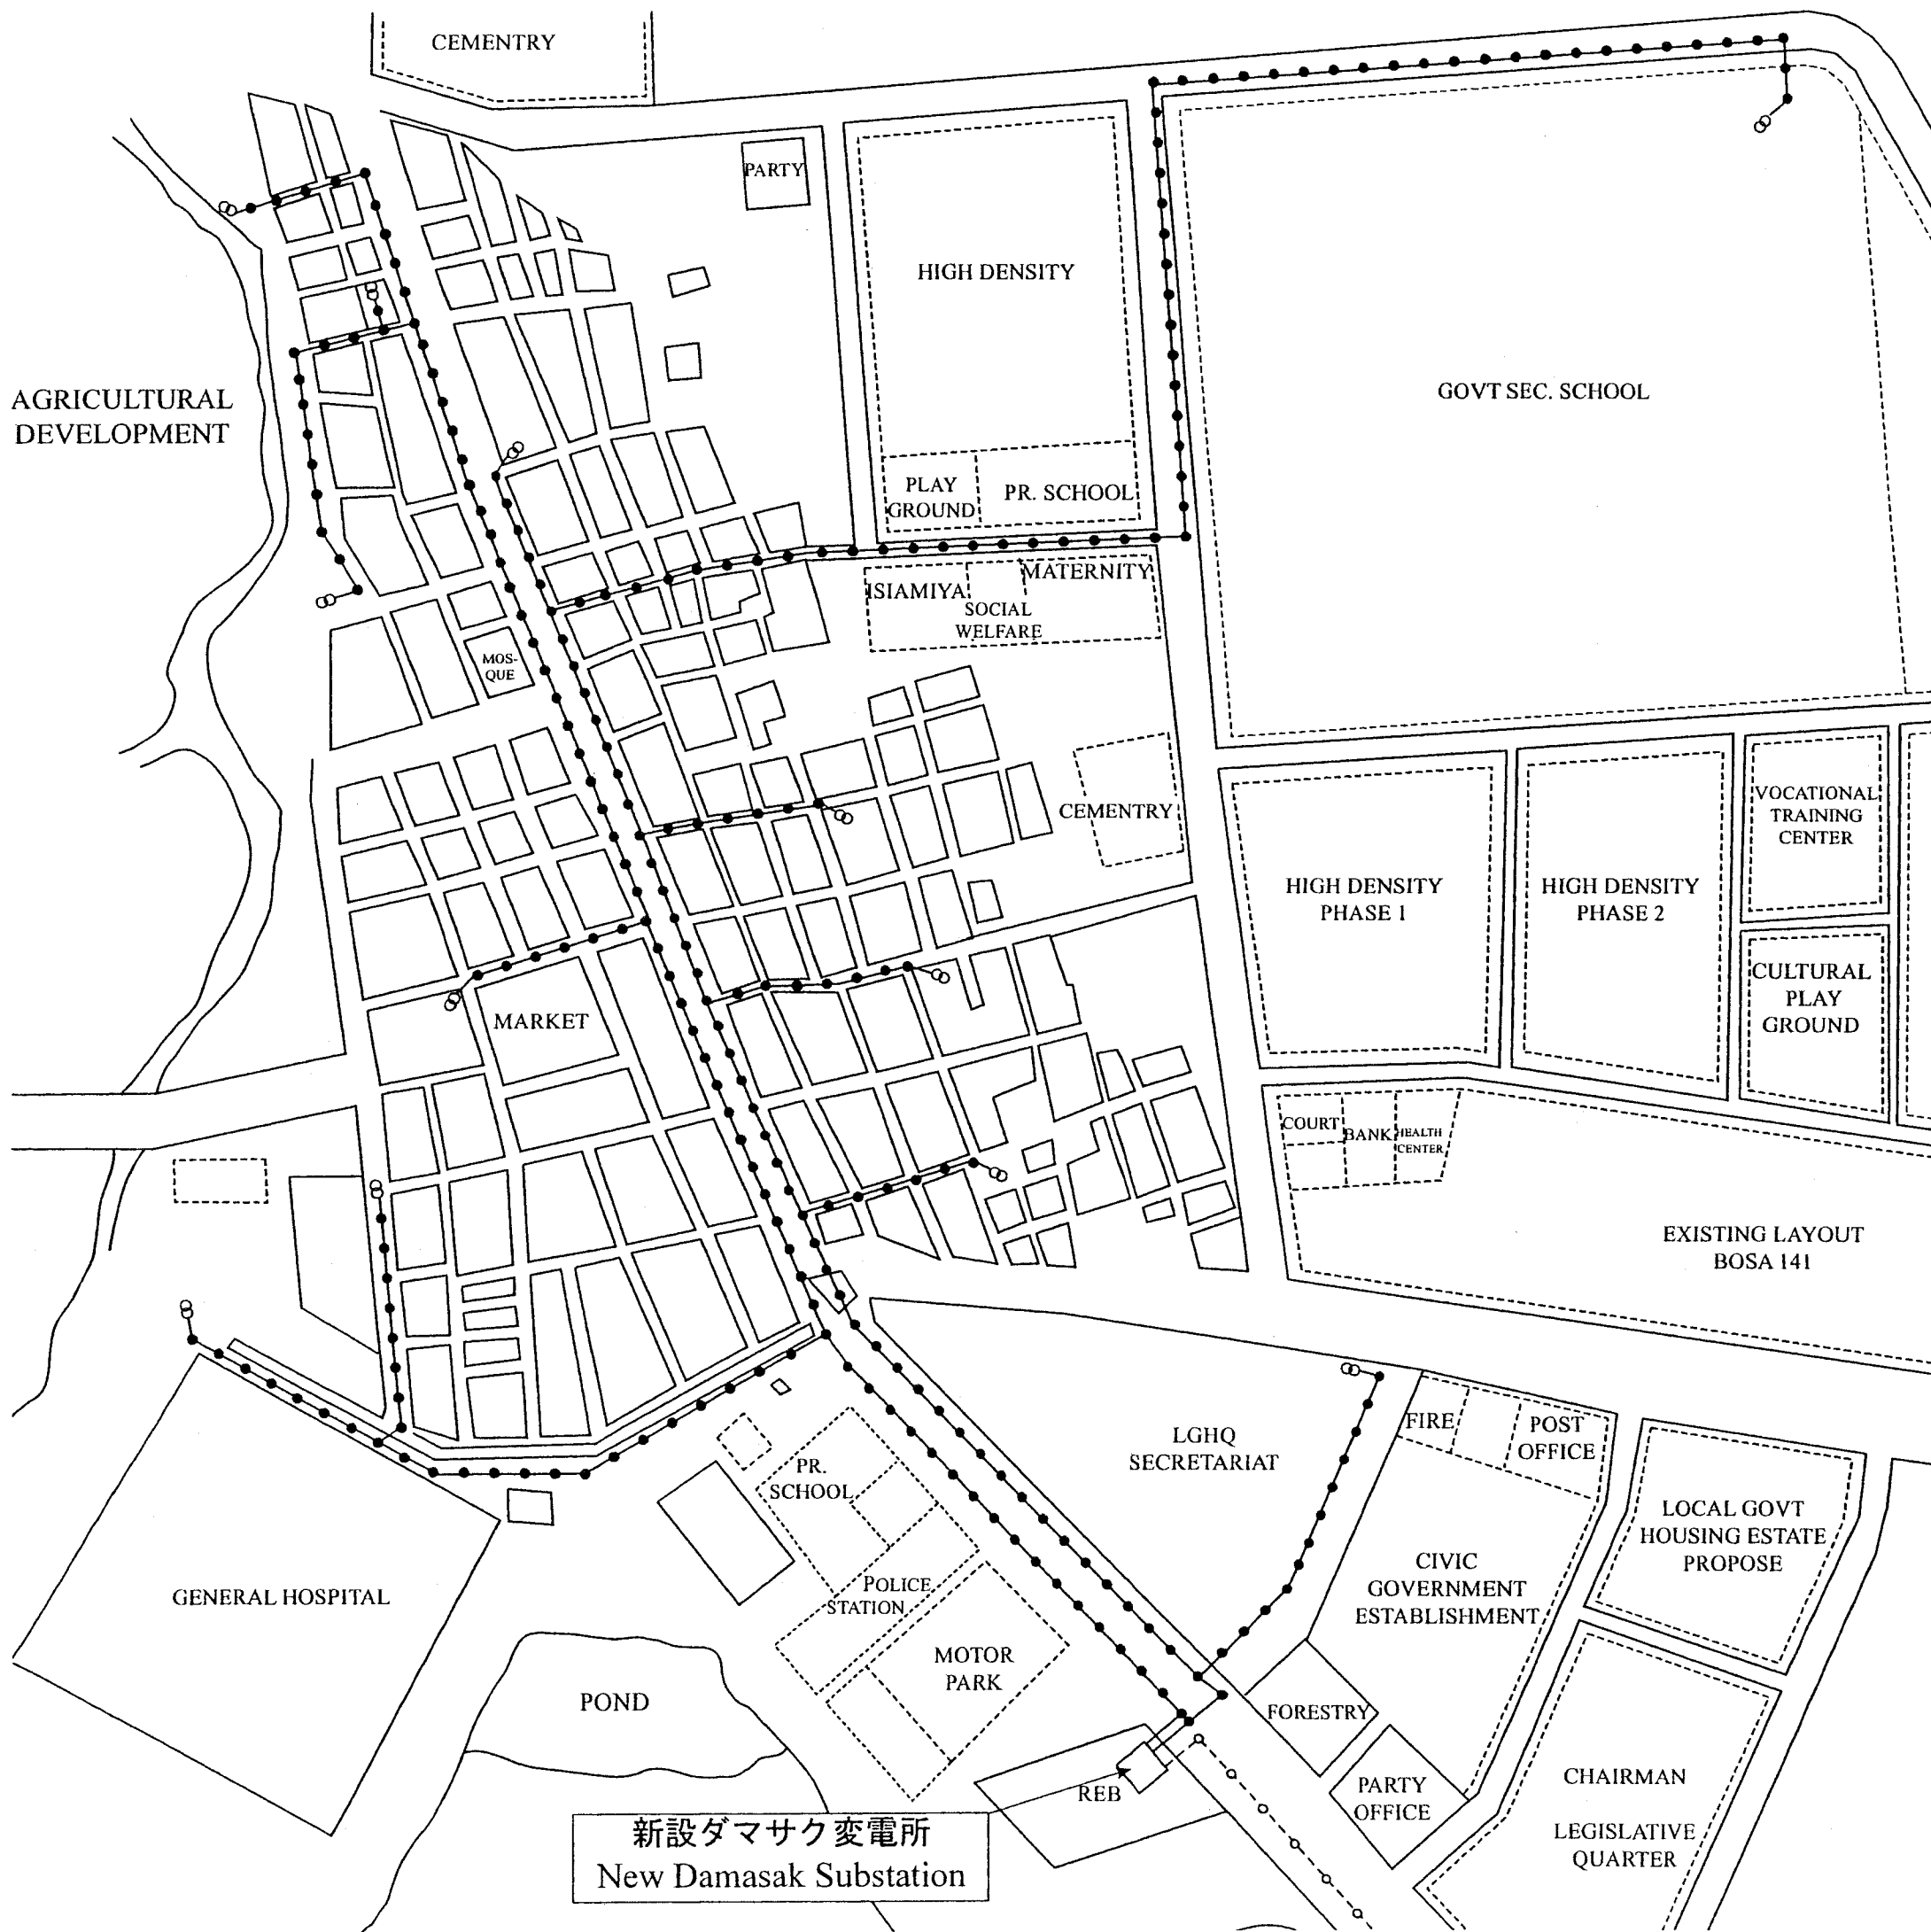 CEMENTRY
PARTY
HIGH DENSITY
AGRICULTURAL
DEVELOPMENT
GOVT SEC. SCHOOL
PLAY
GROUND
PR. SCHOOL
ISIAMIYA
MATERNITY
SOCIAL
WELFARE
MOS-
QUE
CEMENTRY
VOCATIONAL
TRAINING
CENTER
HIGH DENSITY
PHASE 1
HIGH DENSITY
PHASE 2
CULTURAL
PLAY
GROUND
MARKET
COURT
BANK
HEALTH
CENTER
EXISTING LAYOUT
BOSA 141
LGHQ
SECRETARIAT
FIRE
POST
OFFICE
PR.
SCHOOL
LOCAL GOVT
HOUSING ESTATE
PROPOSE
CIVIC
GOVERNMENT
ESTABLISHMENT
GENERAL HOSPITAL
POLICE
STATION
MOTOR
PARK
POND
FORESTRY
REB
PARTY
OFFICE
CHAIRMAN
LEGISLATIVE
QUARTER
新設ダマサク変電所
New Damasak Substation